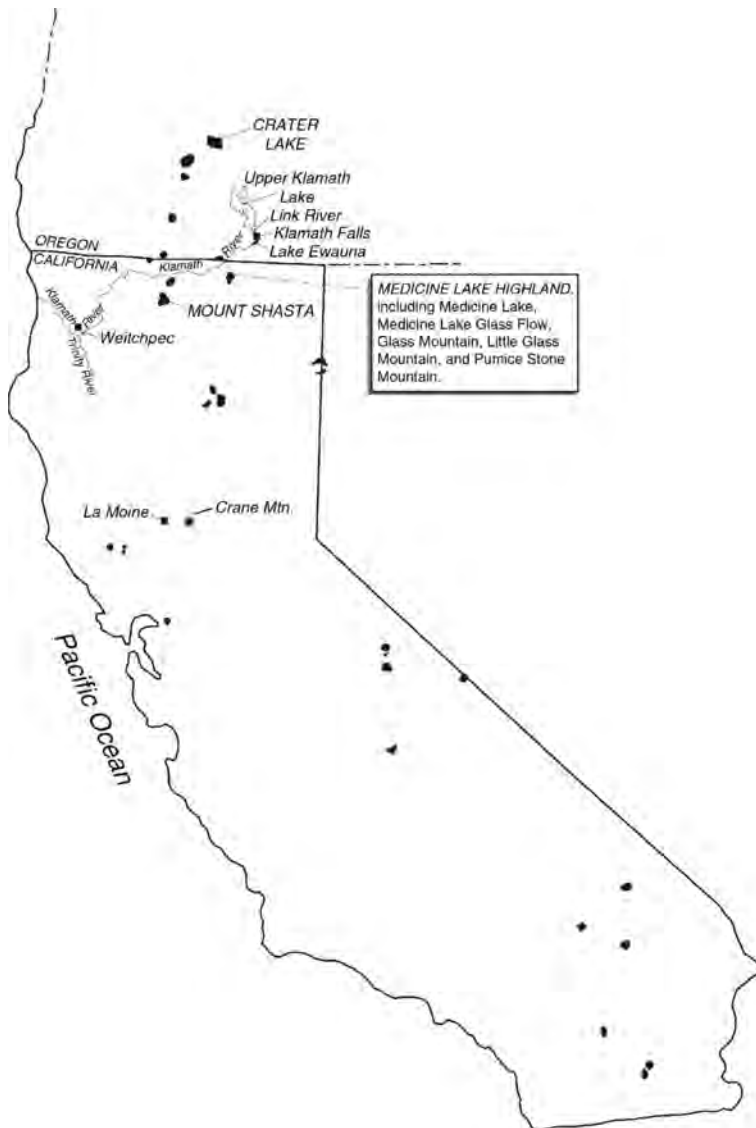 CRATER
LAKE
Upper Klamath
Lake
Link River
Klamath Falls
Lake Ewauna
River
Klamath
OREGON
CALIFORNIA
MEDICINE LAKE HIGHLAND.
including Medicine Lake,
Medicine Lake Glass Flow,
Glass Mountain, Little Glass
Mountain, and Pumice Stone
Mountain.
MOUNT SHASTA
Klamath
River
Weitchpec
Trinity River
La Moine
Crane Mtn.
Pacific Ocean